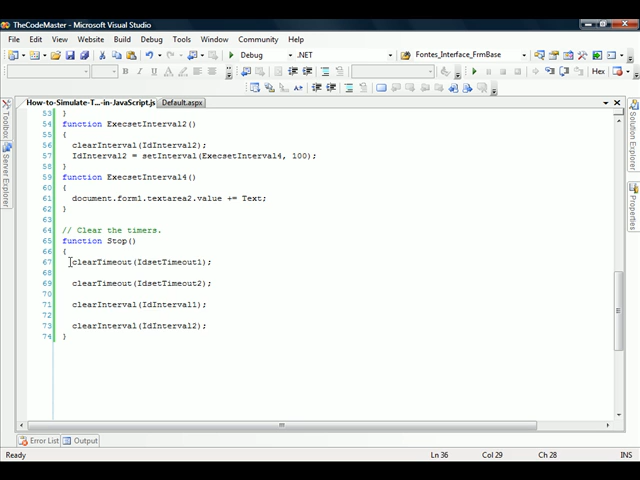 TheCodeMaster - Microsoft Visual Studio
File Edit View Website Build Debug Tools Window Community Help
Debug .NET Fontes_Interface_FrmBase
Hex
How-to-Simulate-T...-in-JavaScript.js Default.aspx
Toolbox
Server Explorer
Solution Explorer
Properties
53 }
54 function ExecsetInterval2()
55 {
56 clearInterval(IdInterval2);
57 IdInterval2 = setInterval(ExecsetInterval4, 100);
58 }
59 function ExecsetInterval4()
60 {
61 document.form1.textarea2.value += Text;
62 }
63
64 // Clear the timers.
65 function Stop()
66 {
67 clearTimeout(IdsetTimeout1);
68
69 clearTimeout(IdsetTimeout2);
70
71 clearInterval(IdInterval1);
72
73 clearInterval(IdInterval2);
74 }
Error List Output
Ready Ln 36 Col 29 Ch 28 INS